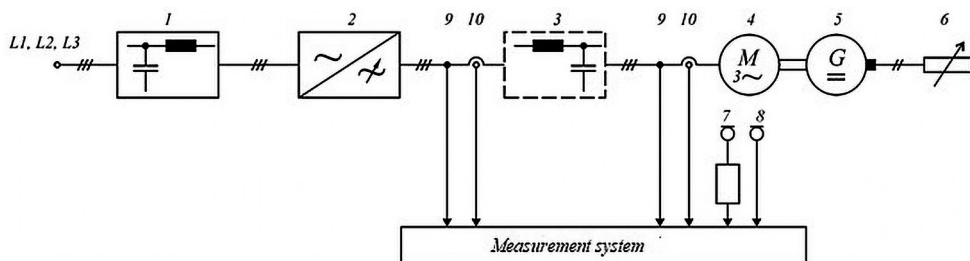 1 2 9 10 3 9 10 4 5 6
L1, L2, L3
M
3~
G
7 8
Measurement system